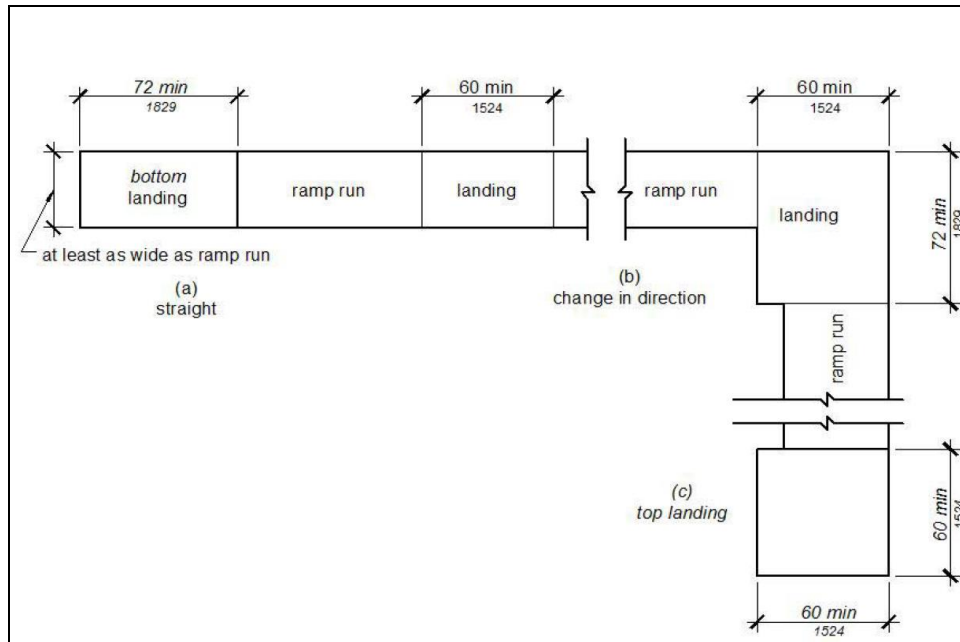 72 min
1829
60 min
1524
60 min
1524
bottom
landing
ramp run
landing
ramp run
landing
72 min
1829
at least as wide as ramp run
(a)
straight
(b)
change in direction
ramp run
(c)
top landing
60 min
1524
60 min
1524